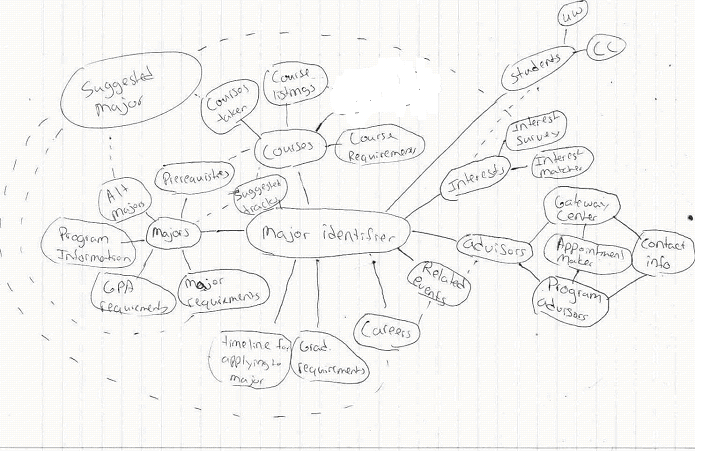 UW
CC
Students
Suggested
major
Course
listings
Courses
taken
Courses
Course
Requirements
Interest
Survey
Interest
Matcher
Interests
Prerequisites
Suggested
tracks
Alt
majors
Majors
Program
Information
GPA
requirements
Major
requirements
Major identifier
advisors
Gateway
Center
Appointment
Maker
Program
advisors
Contact
info
Related
events
Careers
timeline for
applying to
major
Grad.
requirements